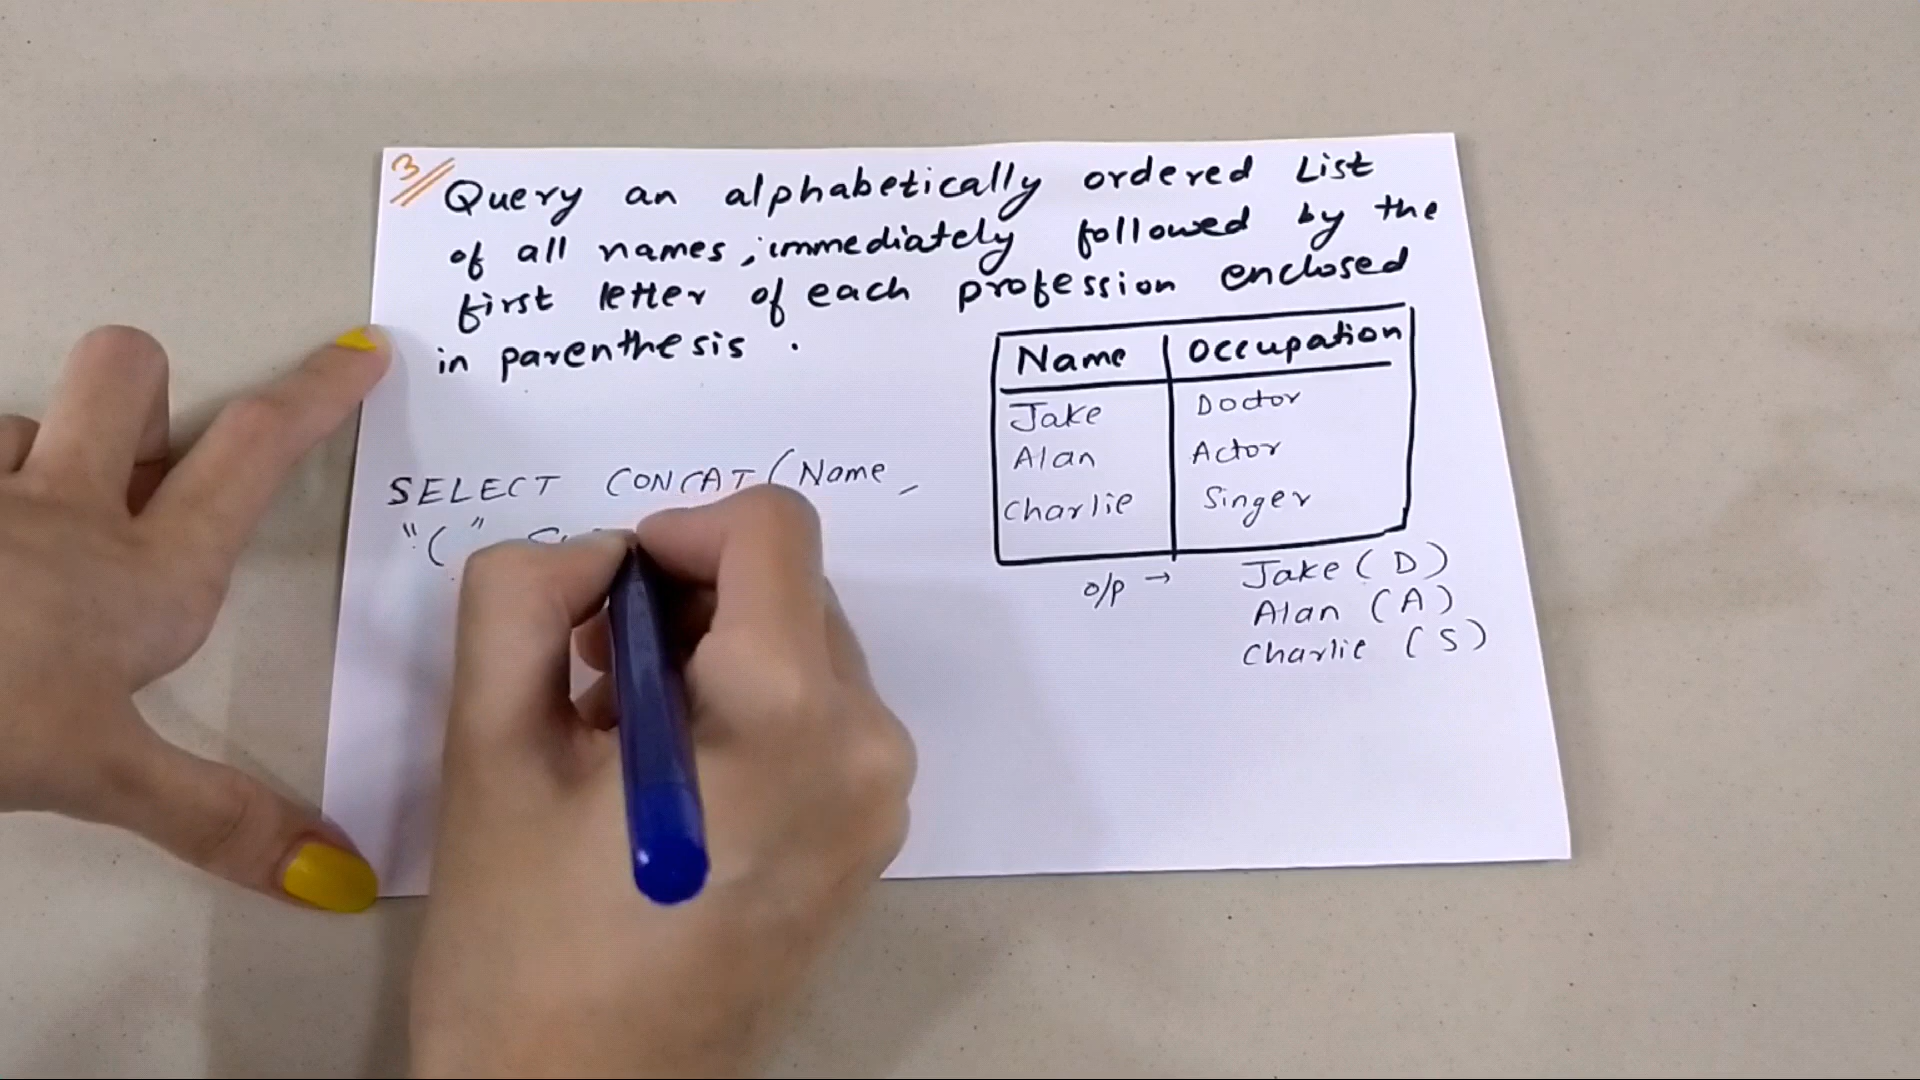 3
Query an alphabetically ordered List
of all names, immediately followed by the
first letter of each profession enclosed
in parenthesis .
Name Occupation
Jake Doctor
Alan Actor
Charlie Singer
SELECT CONCAT (Name ,
"("
o/p → Jake ( D )
Alan ( A )
Charlie ( S )